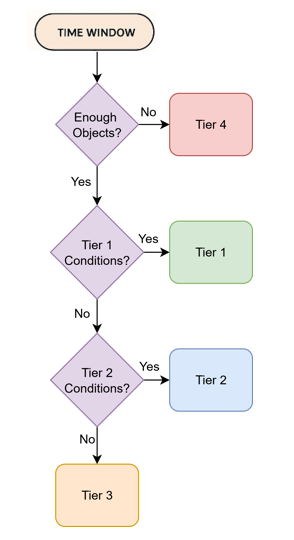 TIME WINDOW
Enough
Objects?
No
Tier 4
Yes
Tier 1
Conditions?
Yes
Tier 1
No
Tier 2
Conditions?
Yes
Tier 2
No
Tier 3